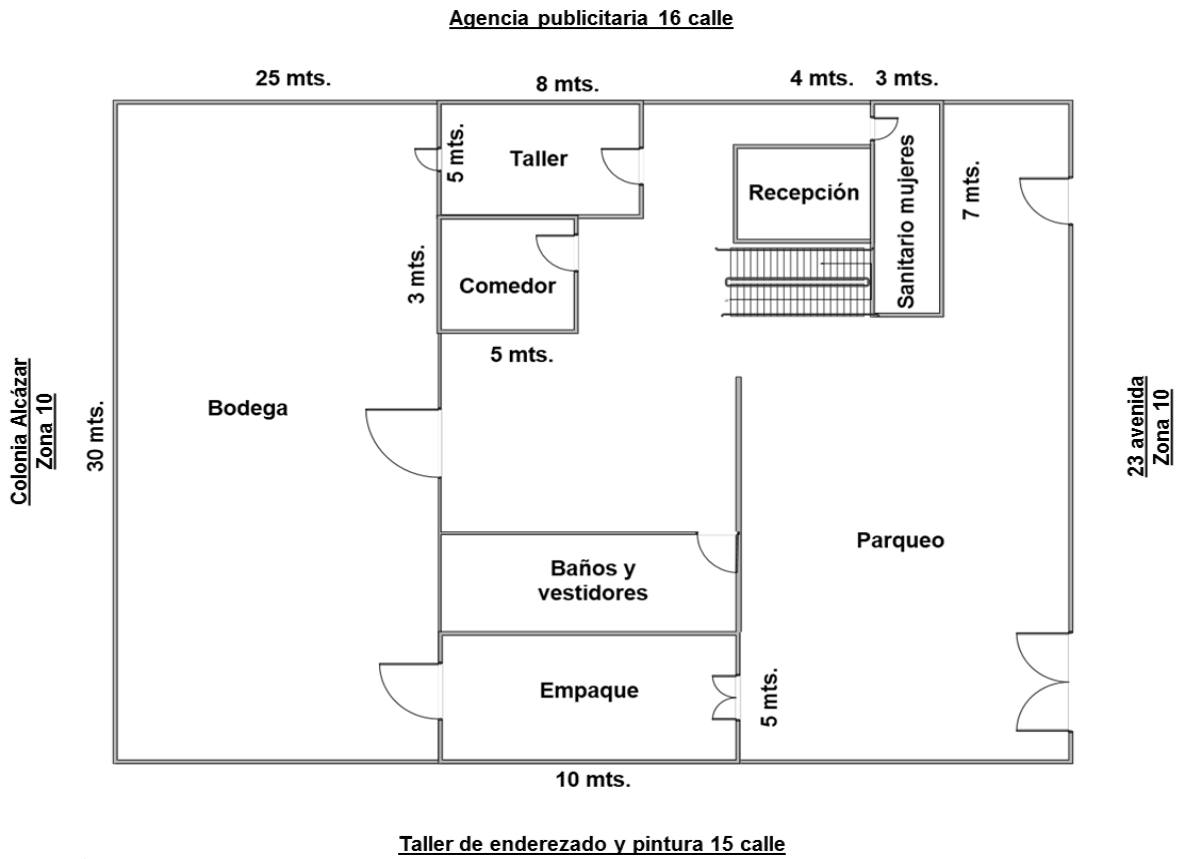 Agencia publicitaria 16 calle
25 mts.
8 mts.
4 mts.
3 mts.
5 mts.
Taller
Recepción
Sanitario mujeres
7 mts.
3 mts.
Comedor
5 mts.
Colonia Alcázar
Zona 10
30 mts.
Bodega
23 avenida
Zona 10
Parqueo
Baños y
vestidores
Empaque
5 mts.
10 mts.
Taller de enderezado y pintura 15 calle